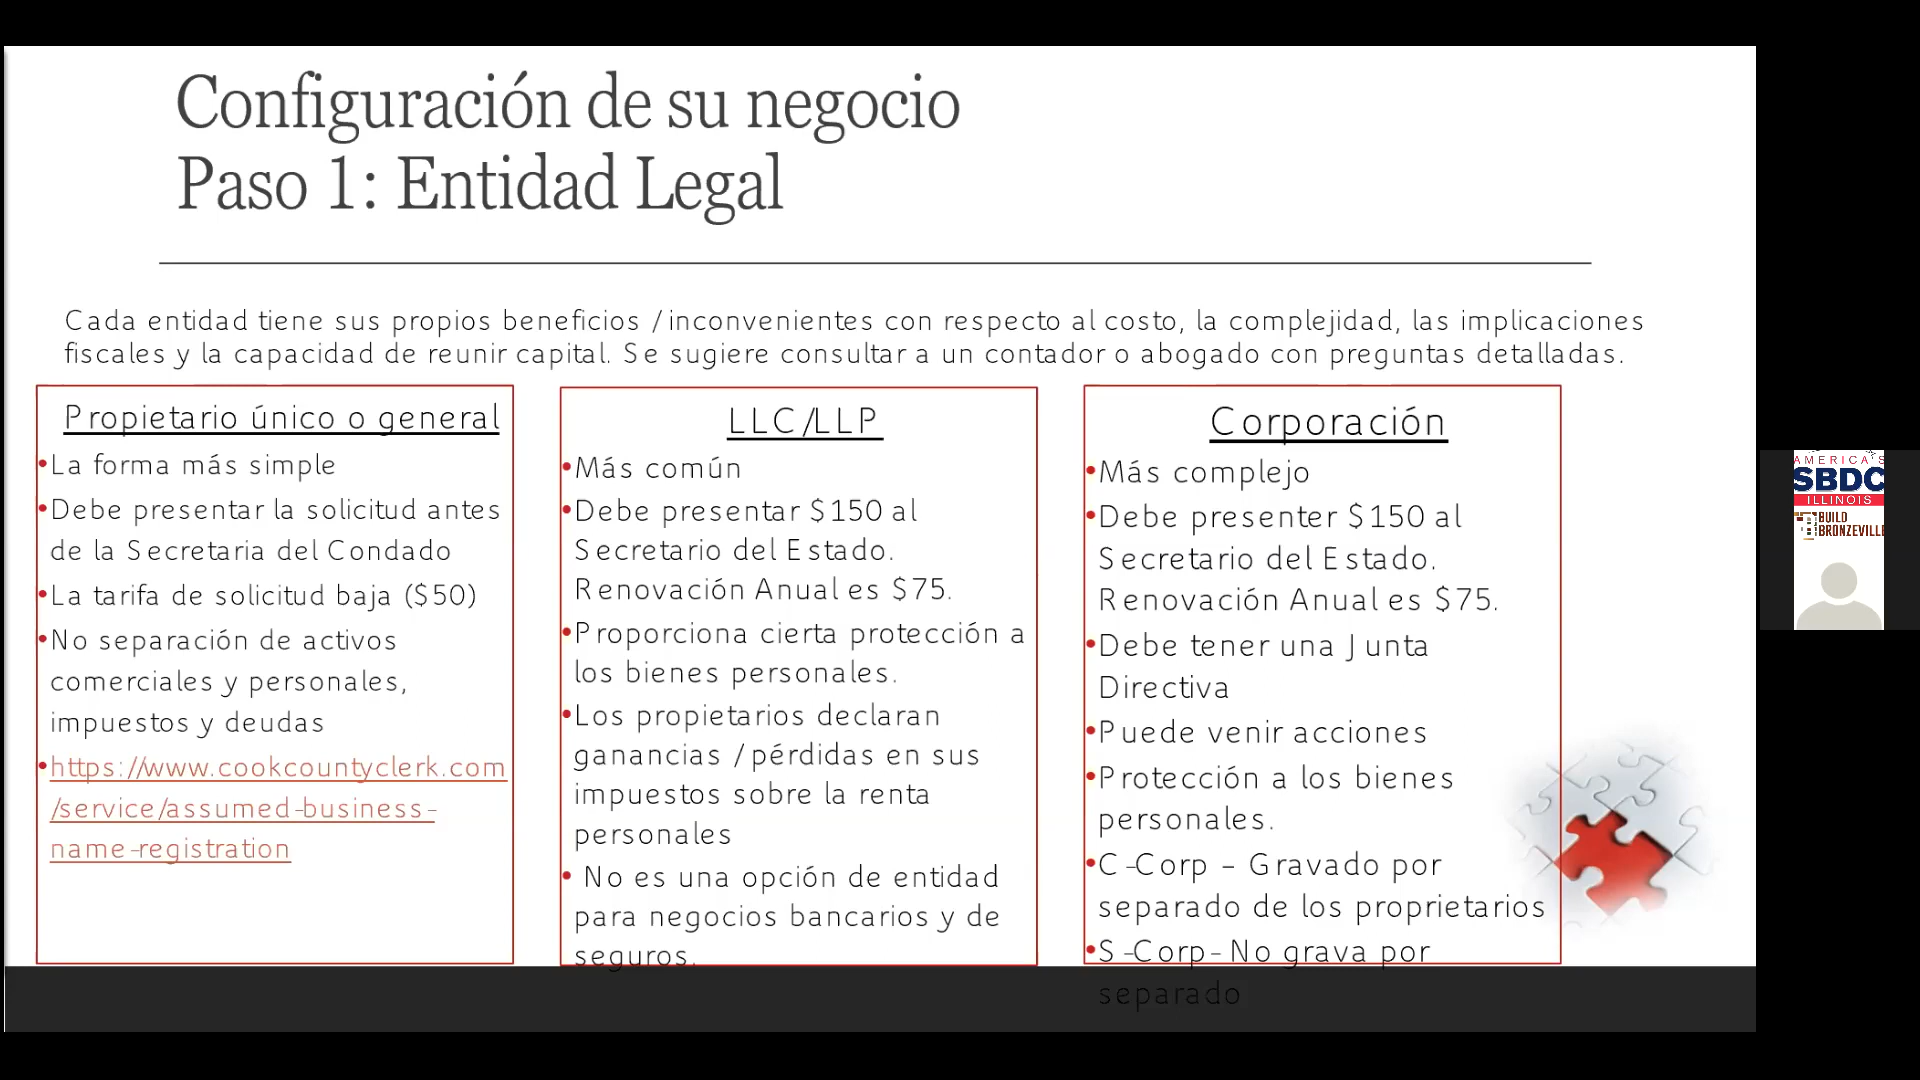 Configuración de su negocio
Paso 1: Entidad Legal
Cada entidad tiene sus propios beneficios / inconvenientes con respecto al costo, la complejidad, las implicaciones
fiscales y la capacidad de reunir capital. Se sugiere consultar a un contador o abogado con preguntas detalladas.
Propietario único o general
•La forma más simple
•Debe presentar la solicitud antes
de la Secretaria del Condado
•La tarifa de solicitud baja ($50)
•No separación de activos
comerciales y personales,
impuestos y deudas
•https://www.cookcountyclerk.com
/service/assumed-business-
name-registration
LLC/LLP
•Más común
•Debe presentar $150 al
Secretario del Estado.
Renovación Anual es $75.
•Proporciona cierta protección a
los bienes personales.
•Los propietarios declaran
ganancias / pérdidas en sus
impuestos sobre la renta
personales
• No es una opción de entidad
para negocios bancarios y de
seguros.
Corporación
•Más complejo
•Debe presenter $150 al
Secretario del Estado.
Renovación Anual es $75.
•Debe tener una Junta
Directiva
•Puede venir acciones
•Protección a los bienes
personales.
•C-Corp – Gravado por
separado de los proprietarios
•S-Corp- No grava por
separado
AMERICA'S
SBDC
ILLINOIS
BUILD
BRONZEVILLE